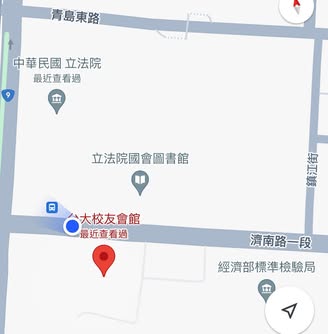 青島東路
中華民國 立法院
最近查看過
9
立法院國會圖書館
鎮江街
台大校友會館
最近查看過
濟南路一段
經濟部標準檢驗局